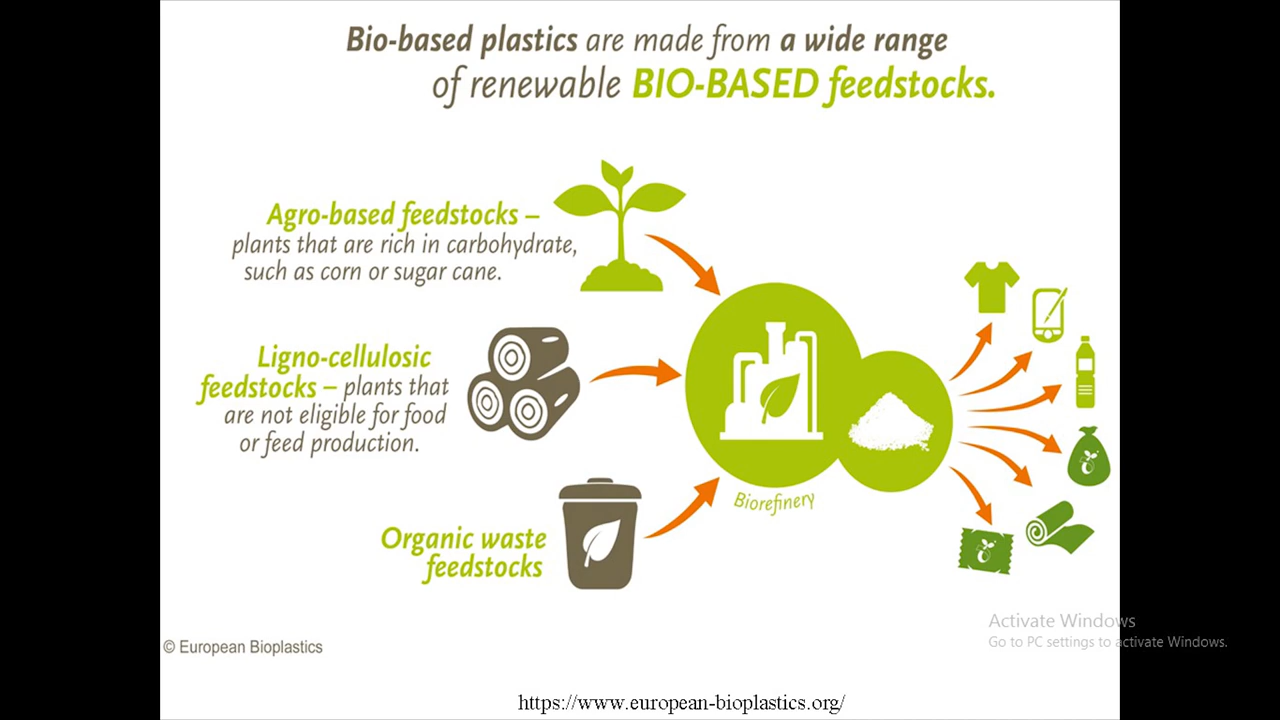 Bio-based plastics are made from a wide range
of renewable BIO-BASED feedstocks.
Agro-based feedstocks –
plants that are rich in carbohydrate,
such as corn or sugar cane.
Ligno-cellulosic
feedstocks – plants that
are not eligible for food
or feed production.
Organic waste
feedstocks
Biorefinery
© European Bioplastics
Activate Windows
Go to PC settings to activate Windows.
https://www.european-bioplastics.org/